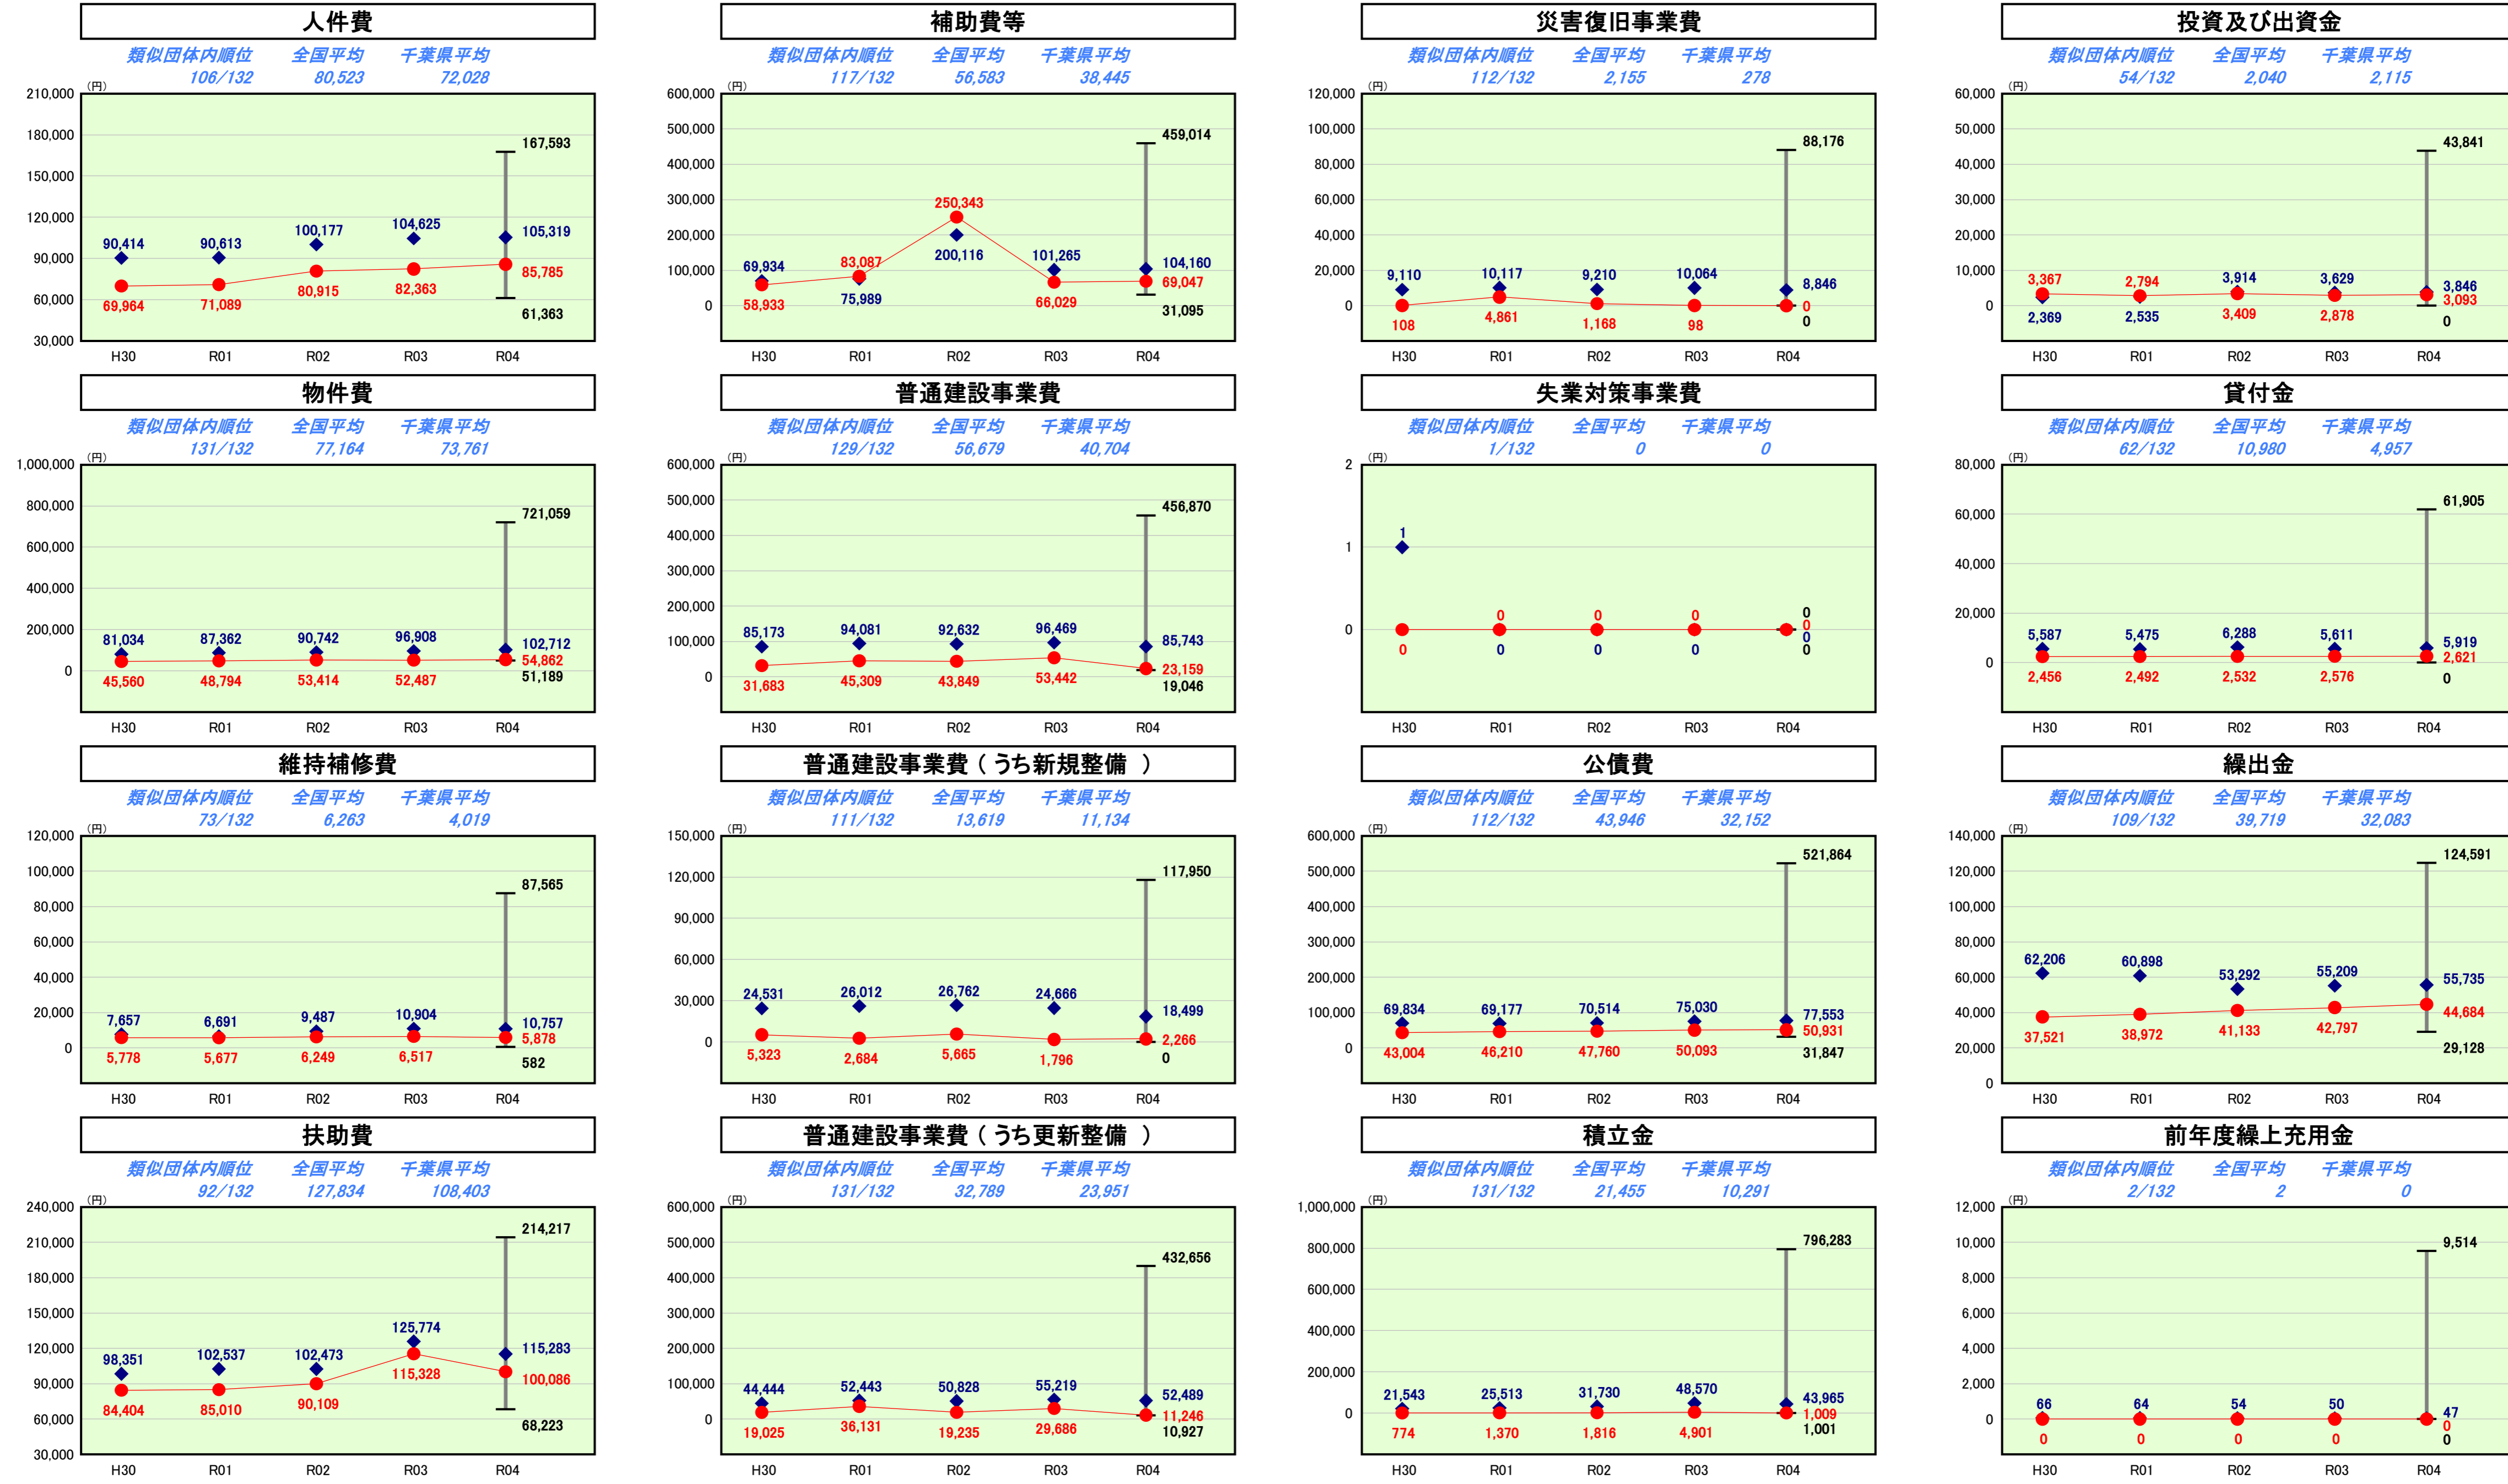 人件費
類似団体内順位 全国平均 千葉県平均
106/132 80,523 72,028
(円)
210,000
180,000
150,000
120,000
90,000
60,000
30,000
167,593
90,414 90,613 100,177 104,625 105,319
69,964 71,089 80,915 82,363 85,785
61,363
H30 R01 R02 R03 R04
補助費等
類似団体内順位 全国平均 千葉県平均
117/132 56,583 38,445
(円)
600,000
500,000
400,000
300,000
200,000
100,000
0
459,014
250,343
69,934 83,087 200,116 101,265 104,160
58,933 75,989 66,029 69,047
31,095
H30 R01 R02 R03 R04
災害復旧事業費
類似団体内順位 全国平均 千葉県平均
112/132 2,155 278
(円)
120,000
100,000
80,000
60,000
40,000
20,000
0
88,176
9,110 10,117 9,210 10,064 8,846
108 4,861 1,168 98 0
0
H30 R01 R02 R03 R04
投資及び出資金
類似団体内順位 全国平均 千葉県平均
54/132 2,040 2,115
(円)
60,000
50,000
40,000
30,000
20,000
10,000
0
43,841
3,367 2,794 3,914 3,629 3,846
2,369 2,535 3,409 2,878 3,093
0
H30 R01 R02 R03 R04
物件費
類似団体内順位 全国平均 千葉県平均
131/132 77,164 73,761
(円)
1,000,000
800,000
600,000
400,000
200,000
0
721,059
81,034 87,362 90,742 96,908 102,712
45,560 48,794 53,414 52,487 54,862
51,189
H30 R01 R02 R03 R04
普通建設事業費
類似団体内順位 全国平均 千葉県平均
129/132 56,679 40,704
(円)
600,000
500,000
400,000
300,000
200,000
100,000
0
456,870
85,173 94,081 92,632 96,469 85,743
31,683 45,309 43,849 53,442 23,159
19,046
H30 R01 R02 R03 R04
失業対策事業費
類似団体内順位 全国平均 千葉県平均
1/132 0 0
(円)
2
1
0
1
0 0 0 0
0
0 0 0 0 0
0
H30 R01 R02 R03 R04
貸付金
類似団体内順位 全国平均 千葉県平均
62/132 10,980 4,957
(円)
80,000
60,000
40,000
20,000
0
61,905
5,587 5,475 6,288 5,611 5,919
2,456 2,492 2,532 2,576 2,621
0
H30 R01 R02 R03 R04
維持補修費
類似団体内順位 全国平均 千葉県平均
73/132 6,263 4,019
(円)
120,000
100,000
80,000
60,000
40,000
20,000
0
87,565
7,657 6,691 9,487 10,904 10,757
5,778 5,677 6,249 6,517 5,878
582
H30 R01 R02 R03 R04
普通建設事業費(うち新規整備 )
類似団体内順位 全国平均 千葉県平均
111/132 13,619 11,134
(円)
150,000
120,000
90,000
60,000
30,000
0
117,950
24,531 26,012 26,762 24,666 18,499
5,323 2,684 5,665 1,796 2,266
0
H30 R01 R02 R03 R04
公債費
類似団体内順位 全国平均 千葉県平均
112/132 43,946 32,152
(円)
600,000
500,000
400,000
300,000
200,000
100,000
0
521,864
69,834 69,177 70,514 75,030 77,553
43,004 46,210 47,760 50,093 50,931
31,847
H30 R01 R02 R03 R04
繰出金
類似団体内順位 全国平均 千葉県平均
109/132 39,719 32,083
(円)
140,000
120,000
100,000
80,000
60,000
40,000
20,000
0
124,591
62,206 60,898 53,292 55,209 55,735
37,521 38,972 41,133 42,797 44,684
29,128
H30 R01 R02 R03 R04
扶助費
類似団体内順位 全国平均 千葉県平均
92/132 127,834 108,403
(円)
240,000
210,000
180,000
150,000
120,000
90,000
60,000
30,000
214,217
98,351 102,537 102,473 125,774 115,283
84,404 85,010 90,109 115,328 100,086
68,223
H30 R01 R02 R03 R04
普通建設事業費(うち更新整備 )
類似団体内順位 全国平均 千葉県平均
131/132 32,789 23,951
(円)
600,000
500,000
400,000
300,000
200,000
100,000
0
432,656
44,444 52,443 50,828 55,219 52,489
19,025 36,131 19,235 29,686 11,246
10,927
H30 R01 R02 R03 R04
積立金
類似団体内順位 全国平均 千葉県平均
131/132 21,455 10,291
(円)
1,000,000
800,000
600,000
400,000
200,000
0
796,283
21,543 25,513 31,730 48,570 43,965
774 1,370 1,816 4,901 1,009
1,001
H30 R01 R02 R03 R04
前年度繰上充用金
類似団体内順位 全国平均 千葉県平均
2/132 2 0
(円)
12,000
10,000
8,000
6,000
4,000
2,000
0
9,514
66 64 54 50 47
0 0 0 0 0
0
H30 R01 R02 R03 R04